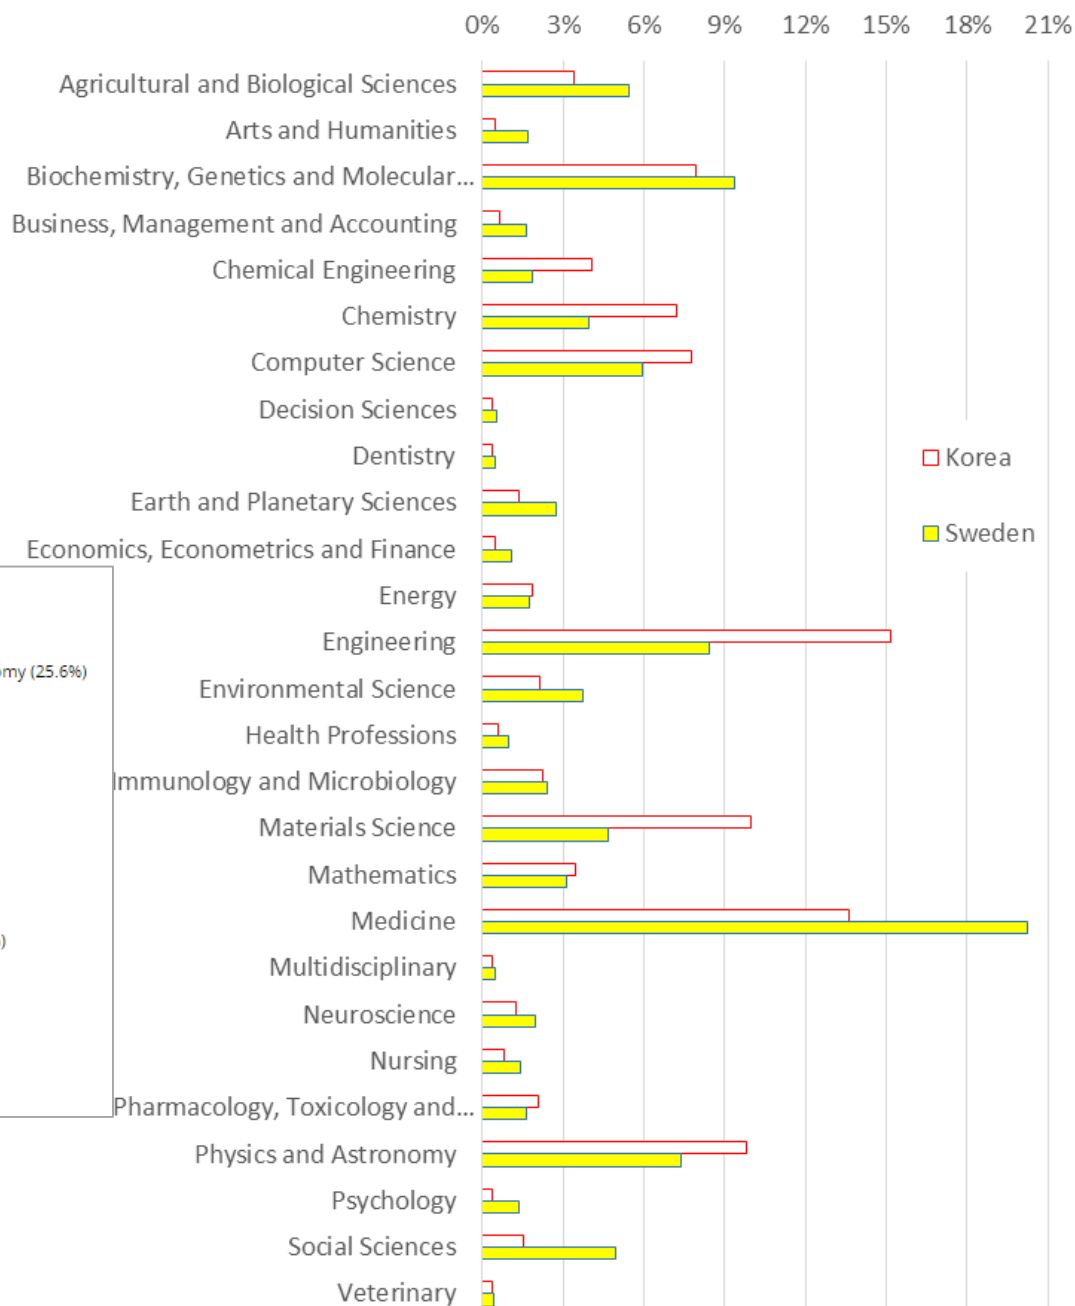 0% 3% 6% 9% 12% 15% 18% 21%
Agricultural and Biological Sciences
Arts and Humanities
Biochemistry, Genetics and Molecular...
Business, Management and Accounting
Chemical Engineering
Chemistry
Computer Science
Decision Sciences
Dentistry
Korea
Earth and Planetary Sciences
Sweden
Economics, Econometrics and Finance
Energy
Engineering
omy (25.6%)
Environmental Science
Health Professions
Immunology and Microbiology
Materials Science
Mathematics
Medicine
)
Multidisciplinary
Neuroscience
Nursing
Pharmacology, Toxicology and...
Physics and Astronomy
Psychology
Social Sciences
Veterinary